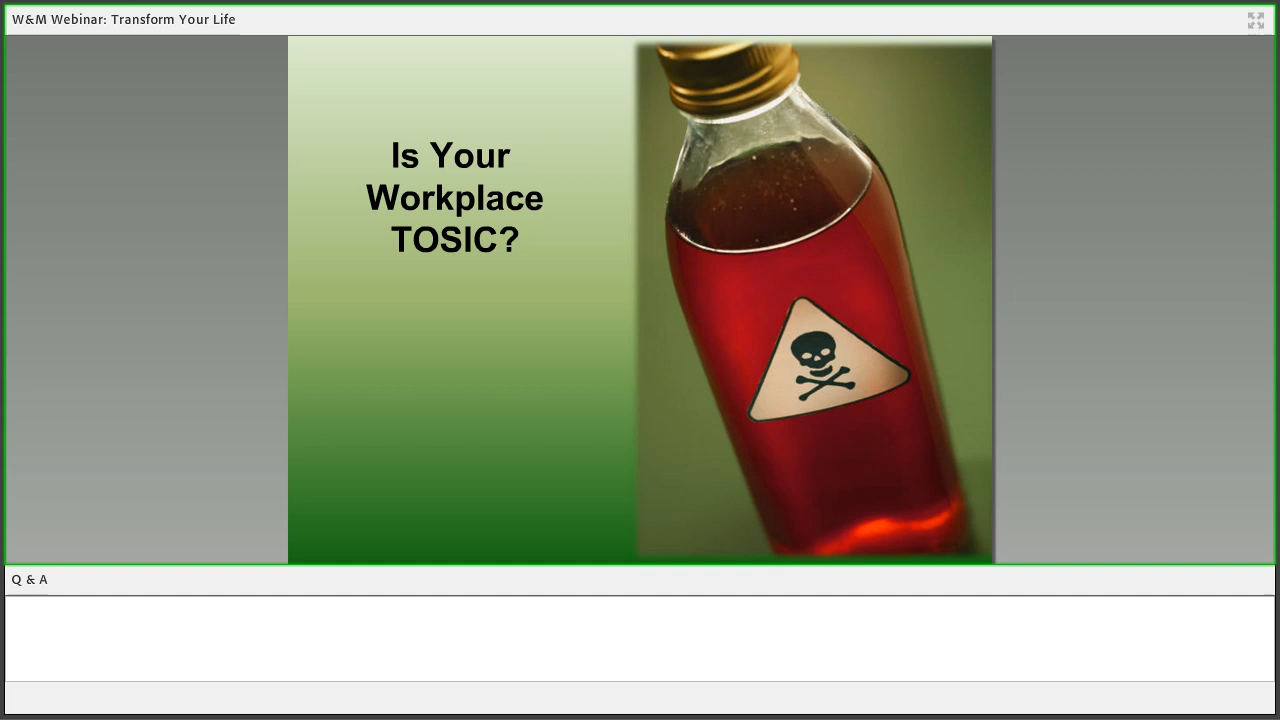 W&M Webinar: Transform Your Life
Is Your
Workplace
TOSIC?
Q & A